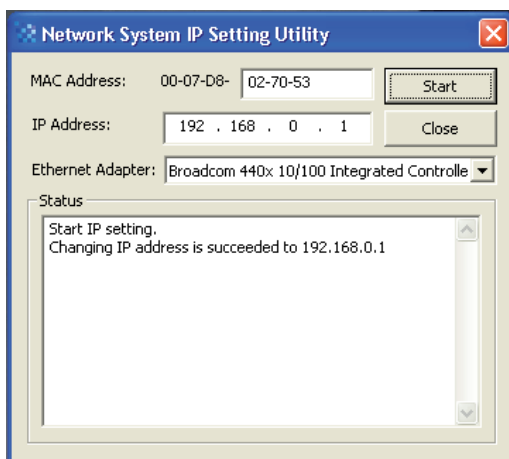 Network System IP Setting Utility
MAC Address: 00-07-D8- 02-70-53 Start
IP Address: 192 . 168 . 0 . 1 Close
Ethernet Adapter: Broadcom 440x 10/100 Integrated Controlle
Status
Start IP setting.
Changing IP address is succeeded to 192.168.0.1